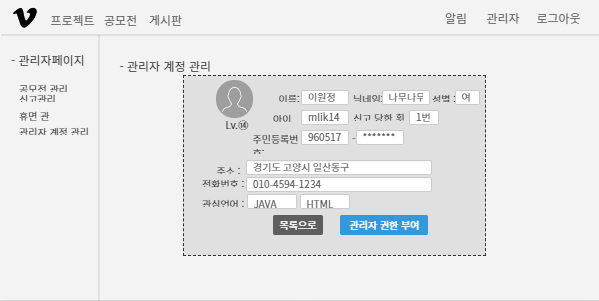 프로젝트 공모전 게시판 알림 관리자 로그아웃
- 관리자페이지
공모전 관리
신고관리
휴면 관
관리자 계정 관리
- 관리자 계정 관리
이름: 이원정 닉네임: 나무나무 성별 : 여
아이 mlik14 신고 당한 회 1번
Lv.⑭
주민등록번호: 960517 - *******
주소 : 경기도 고양시 일산동구
전화번호 : 010-4594-1234
관심언어 : JAVA HTML
목록으로 관리자 권한 부여